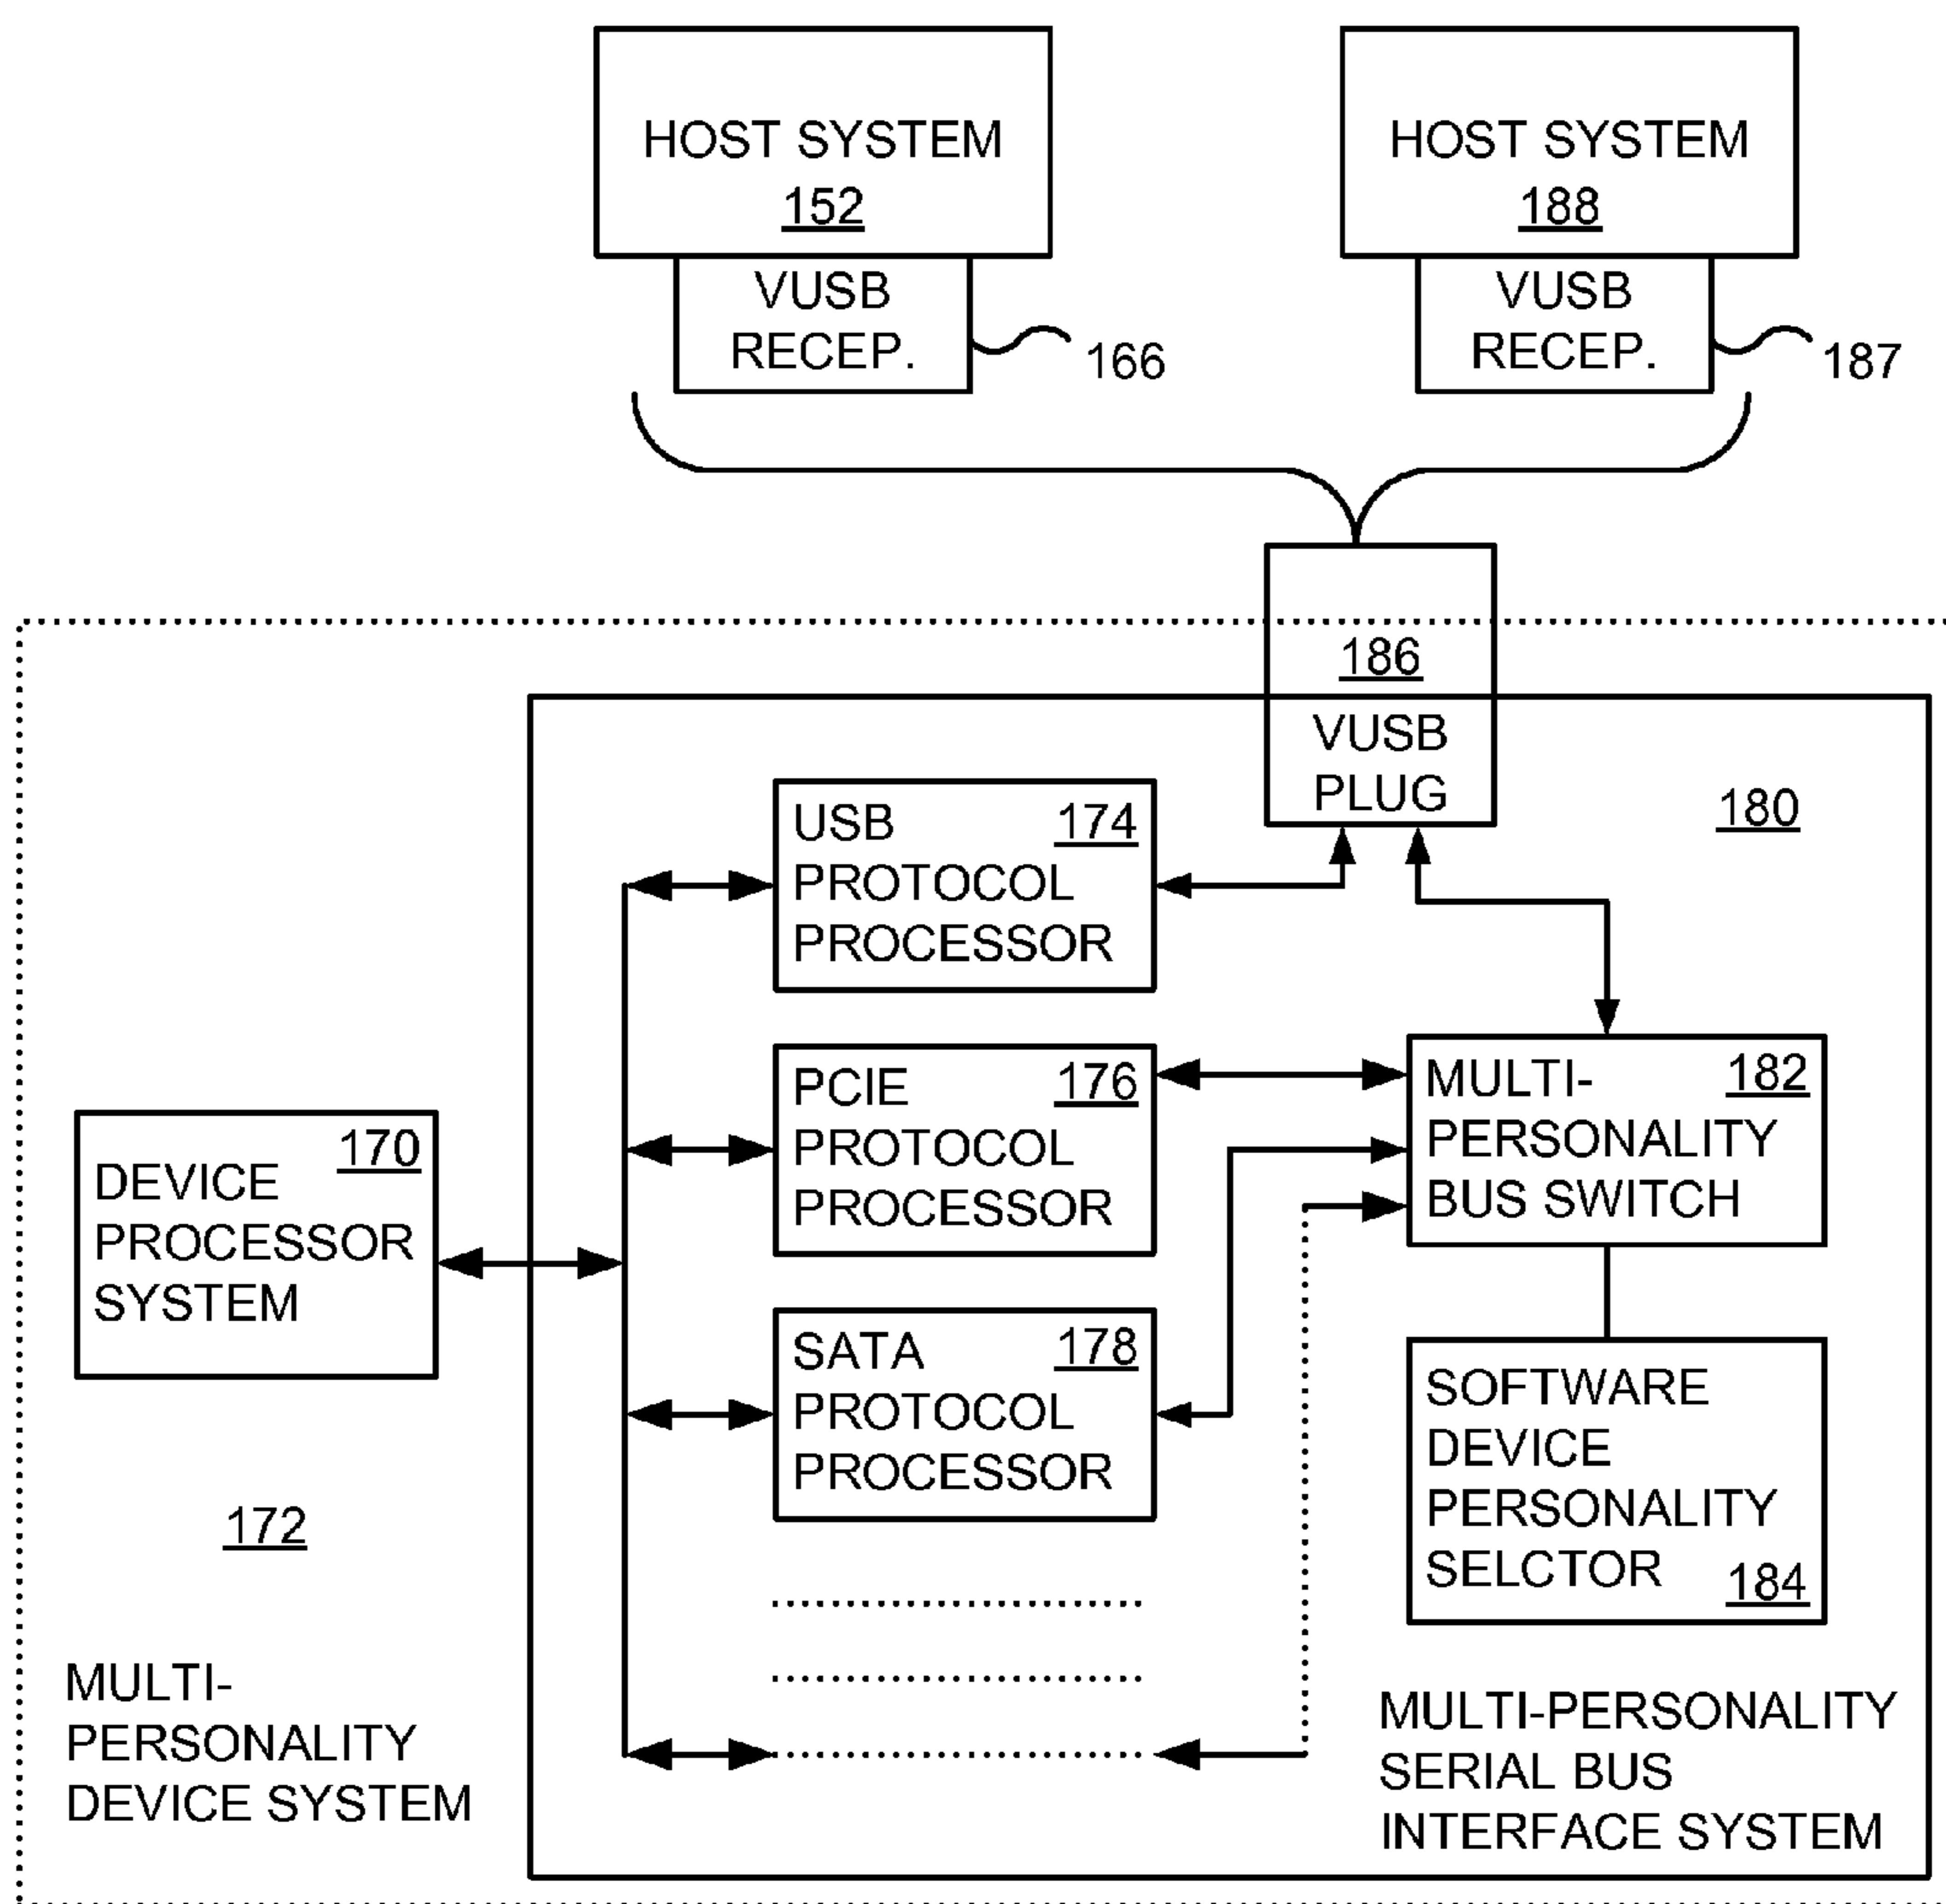 HOST SYSTEM
152
VUSB
RECEP.
166
HOST SYSTEM
188
VUSB
RECEP.
187
186
VUSB
PLUG
180
USB
174
PROTOCOL
PROCESSOR
PCIE
176
PROTOCOL
PROCESSOR
MULTI-
182
PERSONALITY
BUS SWITCH
170
DEVICE
PROCESSOR
SYSTEM
SATA
178
PROTOCOL
PROCESSOR
SOFTWARE
DEVICE
PERSONALITY
SELCTOR
184
172
MULTI-
PERSONALITY
DEVICE SYSTEM
MULTI-PERSONALITY
SERIAL BUS
INTERFACE SYSTEM